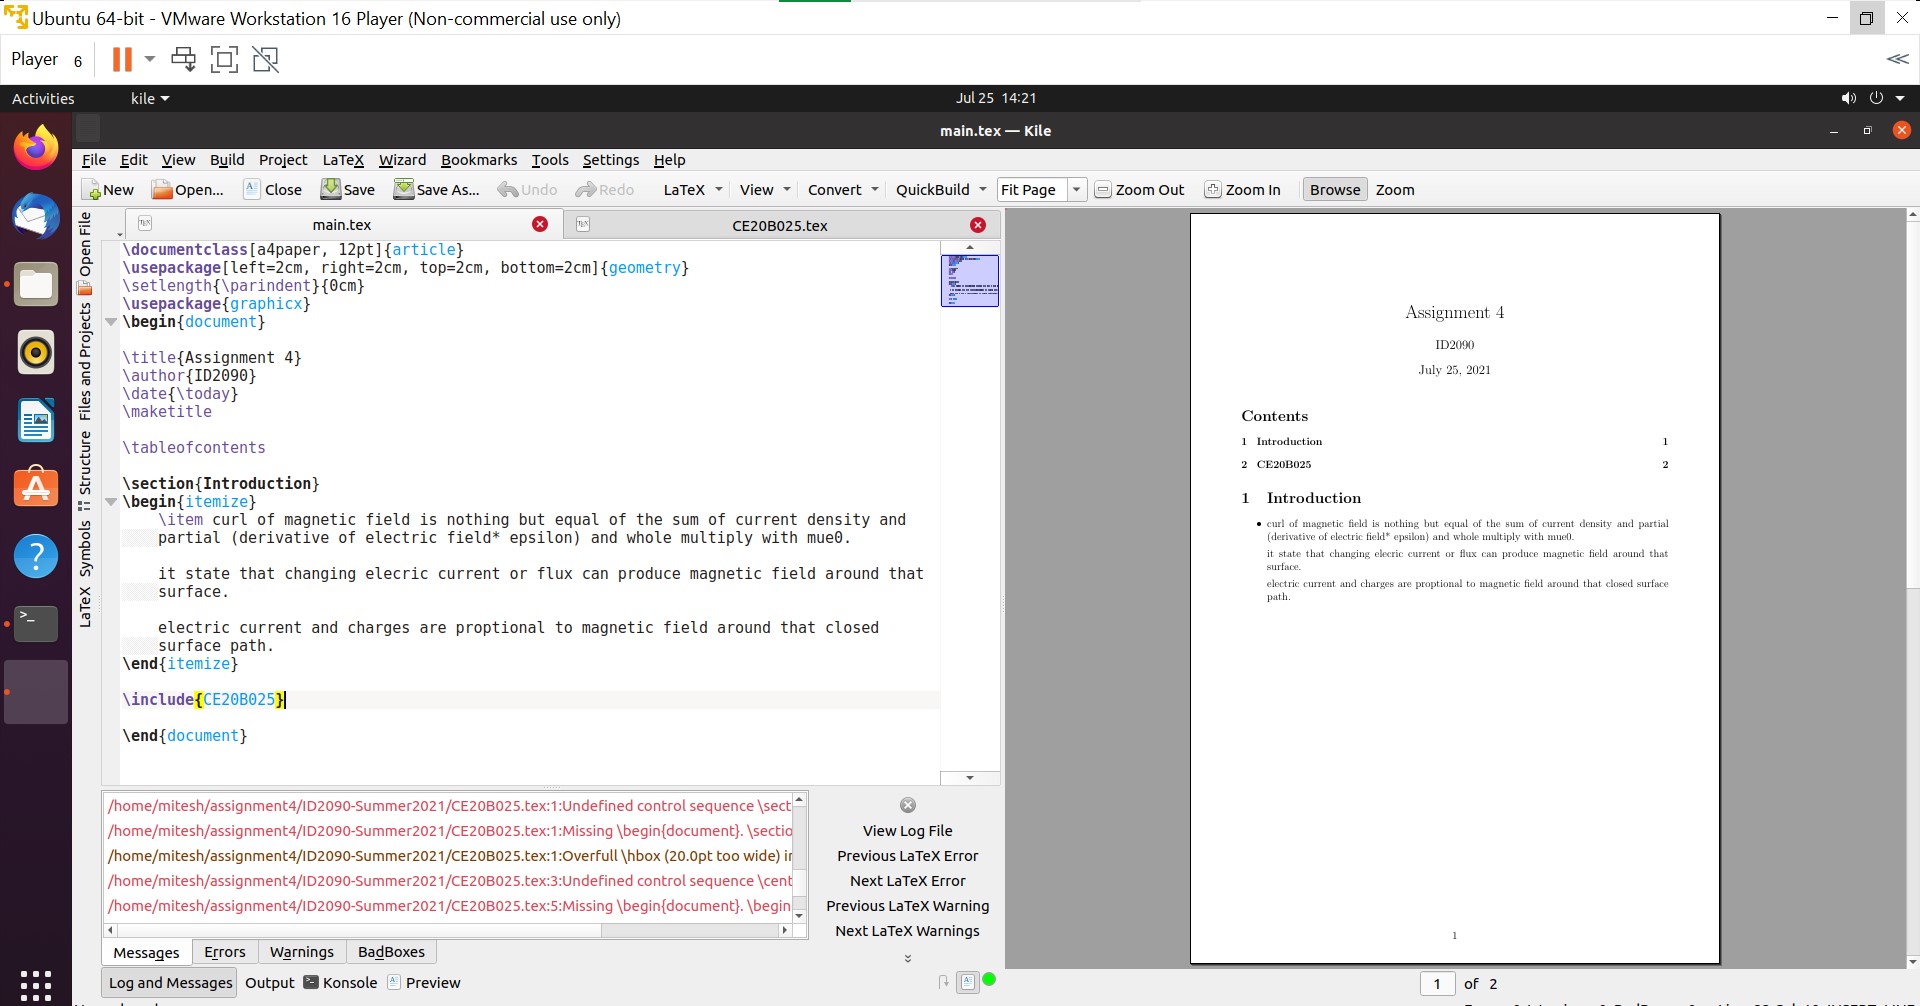 Ubuntu 64-bit - VMware Workstation 16 Player (Non-commercial use only)
Player 6
Activities kile Jul 25 14:21
main.tex — Kile
File Edit View Build Project LaTeX Wizard Bookmarks Tools Settings Help
New Open... Close Save Save As... Undo Redo LaTeX View Convert QuickBuild Fit Page Zoom Out Zoom In Browse Zoom
Open File
Files and Projects
Structure
Symbols
LaTeX
main.tex CE20B025.tex
\documentclass[a4paper, 12pt]{article}
\usepackage[left=2cm, right=2cm, top=2cm, bottom=2cm]{geometry}
\setlength{\parindent}{0cm}
\usepackage{graphicx}
\begin{document}
\title{Assignment 4}
\author{ID2090}
\date{\today}
\maketitle
\tableofcontents
\section{Introduction}
\begin{itemize}
\item curl of magnetic field is nothing but equal of the sum of current density and
partial (derivative of electric field* epsilon) and whole multiply with mue0.
it state that changing elecric current or flux can produce magnetic field around that
surface.
electric current and charges are proptional to magnetic field around that closed
surface path.
\end{itemize}
\include{CE20B025}
\end{document}
/home/mitesh/assignment4/ID2090-Summer2021/CE20B025.tex:1:Undefined control sequence \sect
/home/mitesh/assignment4/ID2090-Summer2021/CE20B025.tex:1:Missing \begin{document}. \sectio
/home/mitesh/assignment4/ID2090-Summer2021/CE20B025.tex:1:Overfull \hbox (20.0pt too wide) ir
/home/mitesh/assignment4/ID2090-Summer2021/CE20B025.tex:3:Undefined control sequence \cent
/home/mitesh/assignment4/ID2090-Summer2021/CE20B025.tex:5:Missing \begin{document}. \begin
View Log File
Previous LaTeX Error
Next LaTeX Error
Previous LaTeX Warning
Next LaTeX Warnings
Messages Errors Warnings BadBoxes
Log and Messages Output Konsole Preview
Assignment 4
ID2090
July 25, 2021
Contents
1 Introduction 1
2 CE20B025 2
1 Introduction
• curl of magnetic field is nothing but equal of the sum of current density and partial
(derivative of electric field* epsilon) and whole multiply with mue0.
it state that changing elecric current or flux can produce magnetic field around that
surface.
electric current and charges are proptional to magnetic field around that closed surface
path.
1
1 of 2